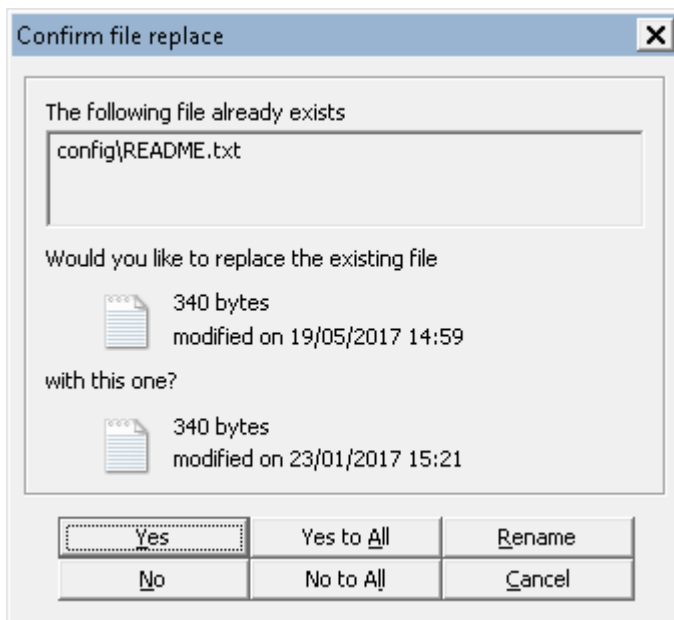 Confirm file replace
The following file already exists
config\README.txt
Would you like to replace the existing file
340 bytes
modified on 19/05/2017 14:59
with this one?
340 bytes
modified on 23/01/2017 15:21
Yes Yes to All Rename
No No to All Cancel